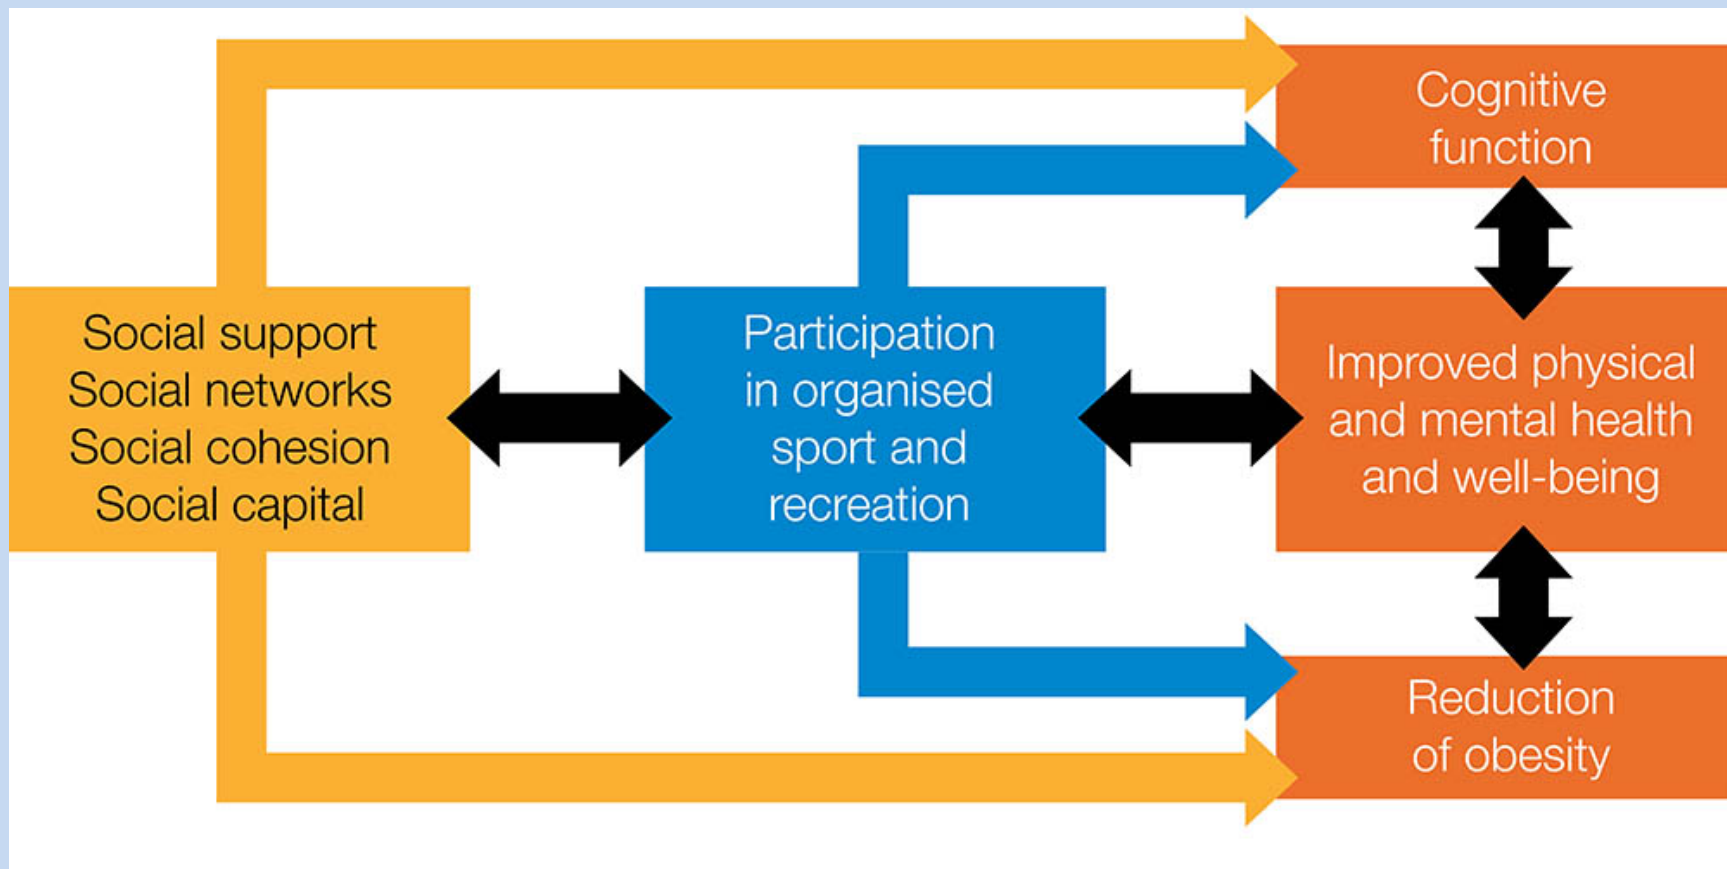 Cognitive
function
Social support
Social networks
Social cohesion
Social capital
Participation
in organised
sport and
recreation
Improved physical
and mental health
and well-being
Reduction
of obesity